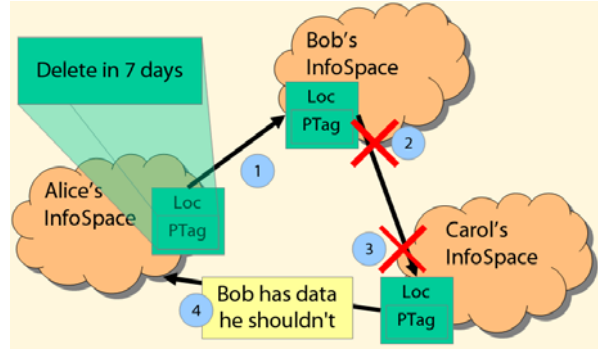 Delete in 7 days
Bob's
InfoSpace
Loc
PTag
2
1
Alice's
InfoSpace
Loc
PTag
3
Carol's
InfoSpace
Loc
PTag
4
Bob has data
he shouldn't